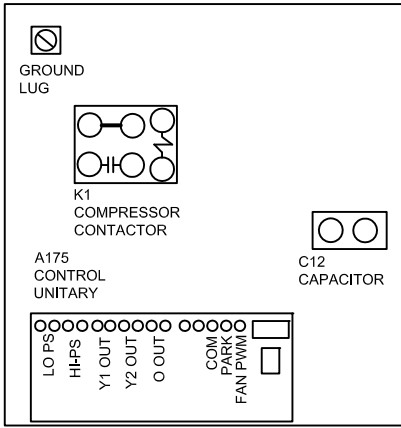 GROUND
LUG
K1
COMPRESSOR
CONTACTOR
C12
CAPACITOR
A175
CONTROL
UNITARY
LO PS
HI-PS
Y1 OUT
Y2 OUT
O OUT
COM
PARK
FAN PWM